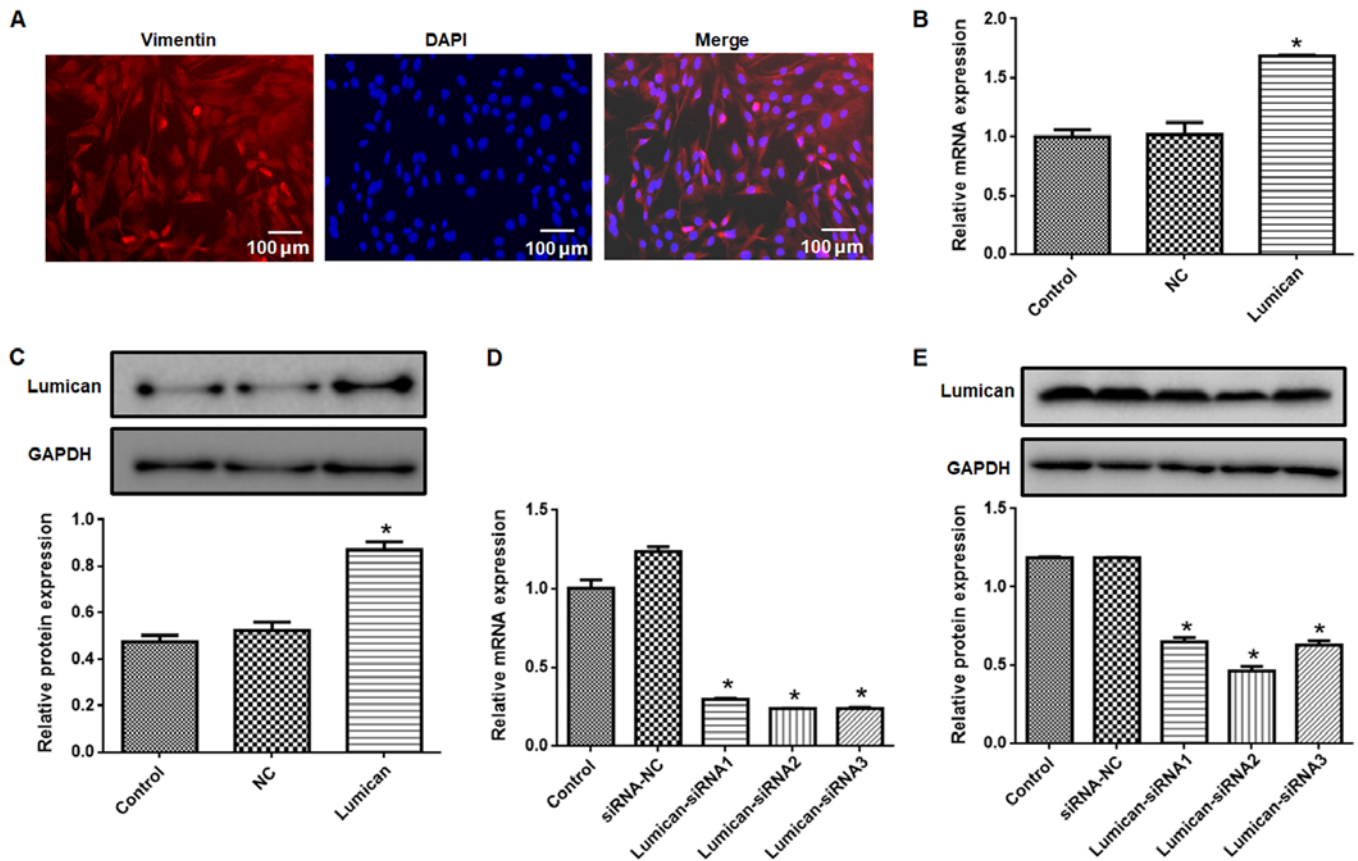 A
Vimentin
DAPI
Merge
100 μm
100 μm
100 μm
B
Relative mRNA expression
2.0
1.5
1.0
0.5
0.0
*
Control
NC
Lumican
C
Lumican
GAPDH
Relative protein expression
1.0
0.8
0.6
0.4
0.2
0.0
*
Control
NC
Lumican
D
Relative mRNA expression
1.5
1.0
0.5
0.0
* * *
Control
siRNA-NC
Lumican-siRNA1
Lumican-siRNA2
Lumican-siRNA3
E
Lumican
GAPDH
Relative protein expression
1.5
1.0
0.5
0.0
* * *
Control
siRNA-NC
Lumican-siRNA1
Lumican-siRNA2
Lumican-siRNA3